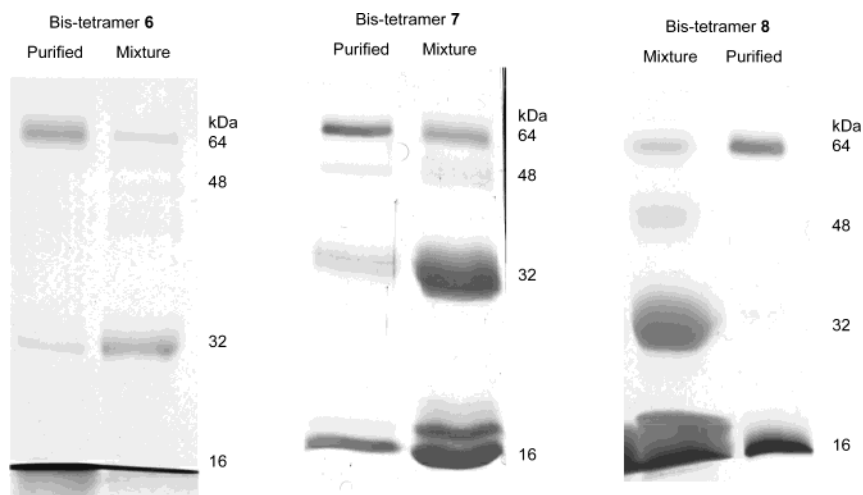 Bis-tetramer 6
Purified Mixture
kDa
64
48
32
16
Bis-tetramer 7
Purified Mixture
kDa
64
48
32
16
Bis-tetramer 8
Mixture Purified
kDa
64
48
32
16